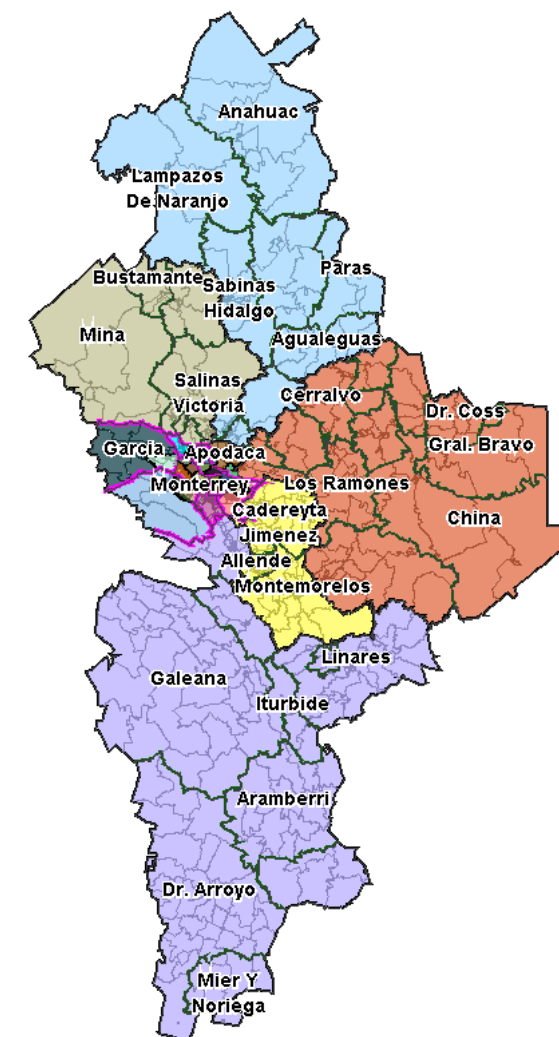 Anahuac
Lampazos
De Naranjo
Paras
Bustamante
Sabinas
Hidalgo
Mina
Agualeguas
Salinas
Victoria
Cerralvo
Dr. Coss
Gral. Bravo
Garcia
Apodaca
Monterrey
Los Ramones
Cadereyta
Jimenez
China
Allende
Montemorelos
Linares
Galeana
Iturbide
Aramberri
Dr. Arroyo
Mier Y
Noriega